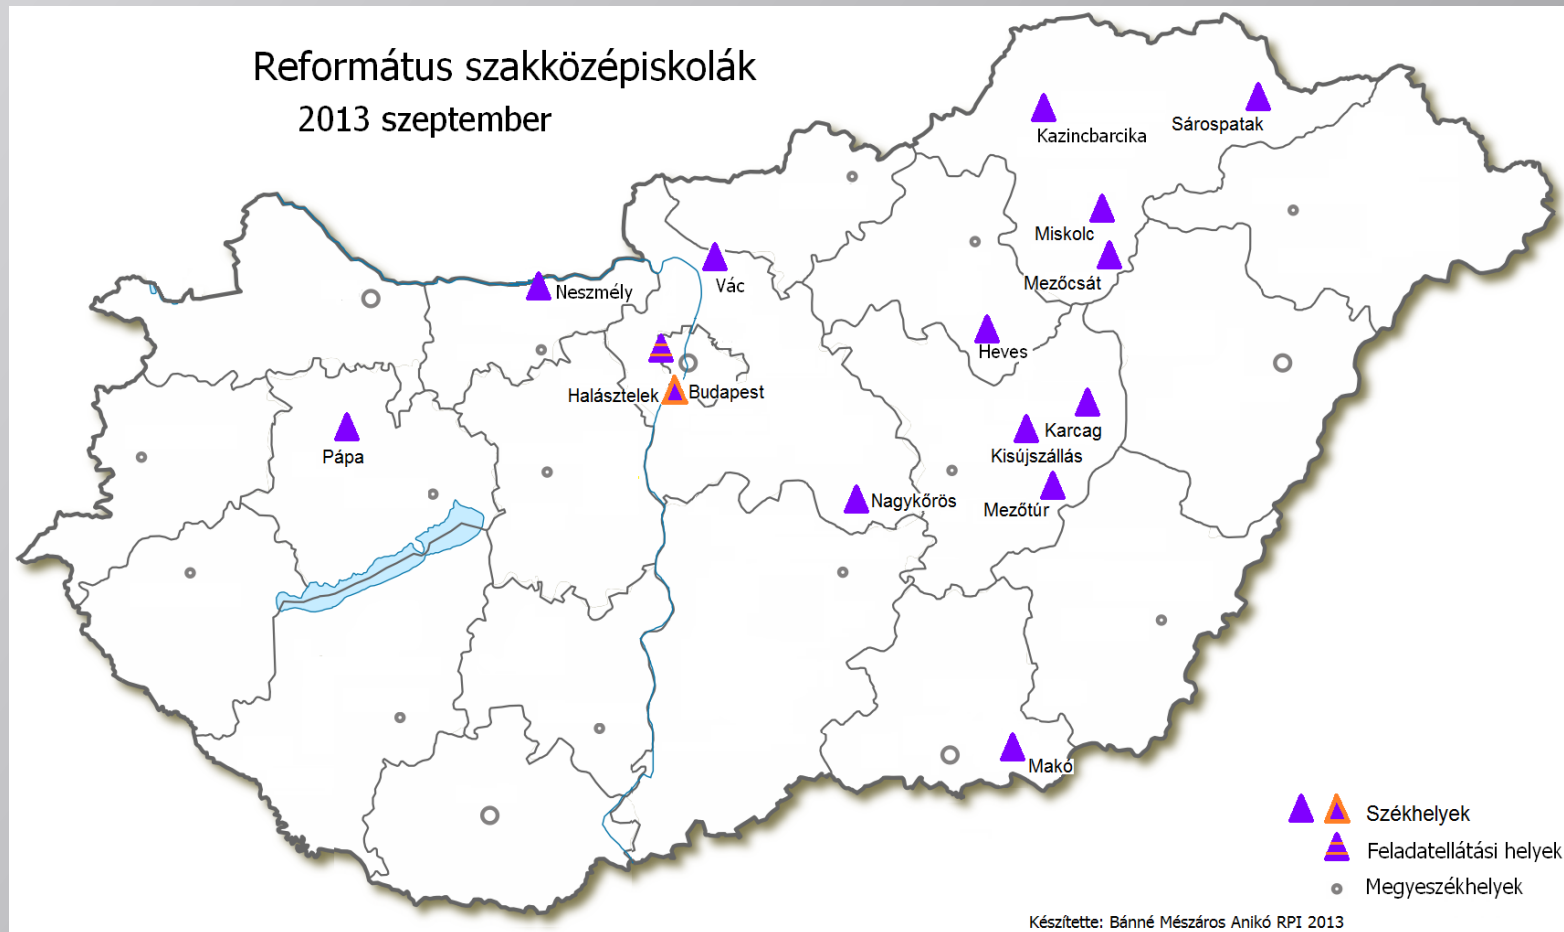 Református szakközépiskolák
2013 szeptember
Kazincbarcika
Sárospatak
Miskolc
Mezőcsát
Vác
Neszmély
Heves
Halásztelek
Budapest
Karcag
Kisújszállás
Pápa
Nagykőrös
Mezőtúr
Makó
Székhelyek
Feladatellátási helyek
Megyeszékhelyek
Készítette: Bánné Mészáros Anikó RPI 2013